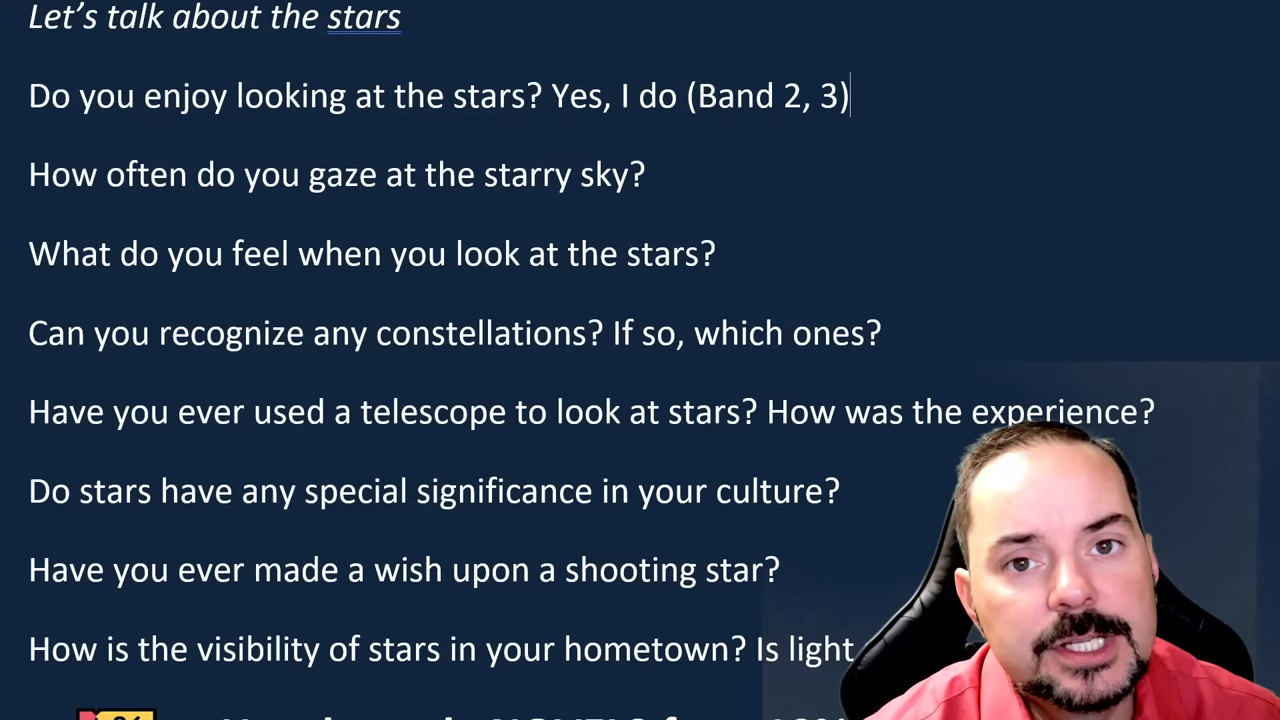 Let's talk about the stars
Do you enjoy looking at the stars? Yes, I do (Band 2, 3)
How often do you gaze at the starry sky?
What do you feel when you look at the stars?
Can you recognize any constellations? If so, which ones?
Have you ever used a telescope to look at stars? How was the experience?
Do stars have any special significance in your culture?
Have you ever made a wish upon a shooting star?
How is the visibility of stars in your hometown? Is light